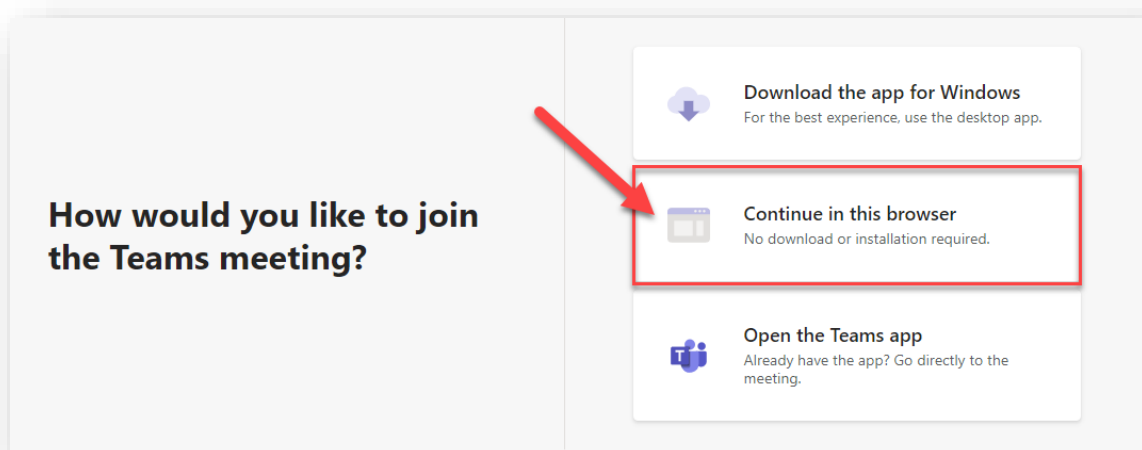 How would you like to join
the Teams meeting?
Download the app for Windows
For the best experience, use the desktop app.
Continue in this browser
No download or installation required.
T
Open the Teams app
Already have the app? Go directly to the
meeting.